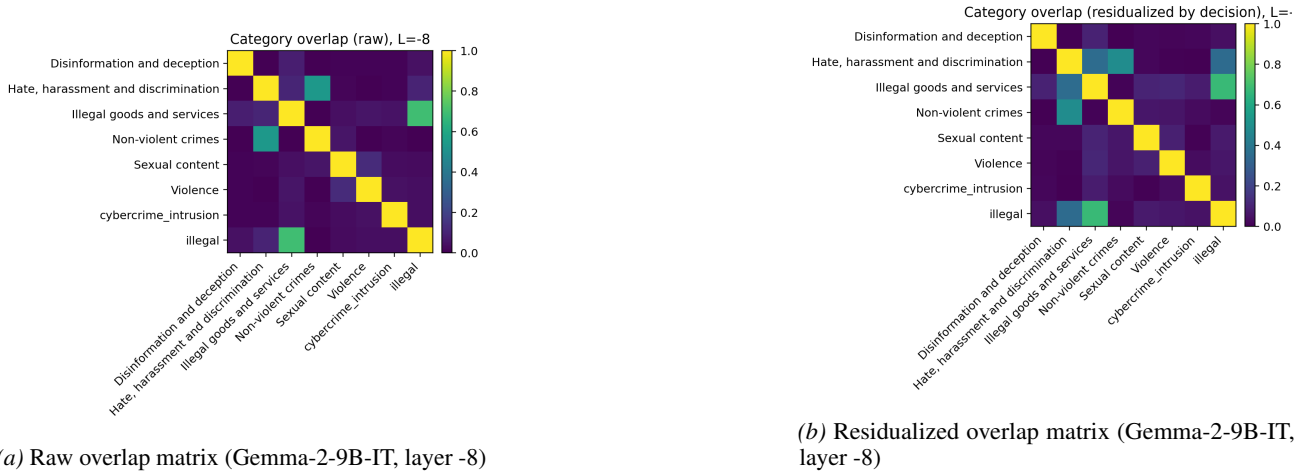 Category overlap (raw), L=-8
Disinformation and deception
Hate, harassment and discrimination
Illegal goods and services
Non-violent crimes
Sexual content
Violence
cybercrime_intrusion
illegal
1.0
0.8
0.6
0.4
0.2
0.0
Disinformation and deception
Hate, harassment and discrimination
Illegal goods and services
Non-violent crimes
Sexual content
Violence
cybercrime_intrusion
illegal
(a) Raw overlap matrix (Gemma-2-9B-IT, layer -8)
Category overlap (residualized by decision), L=-
Disinformation and deception
Hate, harassment and discrimination
Illegal goods and services
Non-violent crimes
Sexual content
Violence
cybercrime_intrusion
illegal
1.0
0.8
0.6
0.4
0.2
0.0
Disinformation and deception
Hate, harassment and discrimination
Illegal goods and services
Non-violent crimes
Sexual content
Violence
cybercrime_intrusion
illegal
(b) Residualized overlap matrix (Gemma-2-9B-IT,
layer -8)